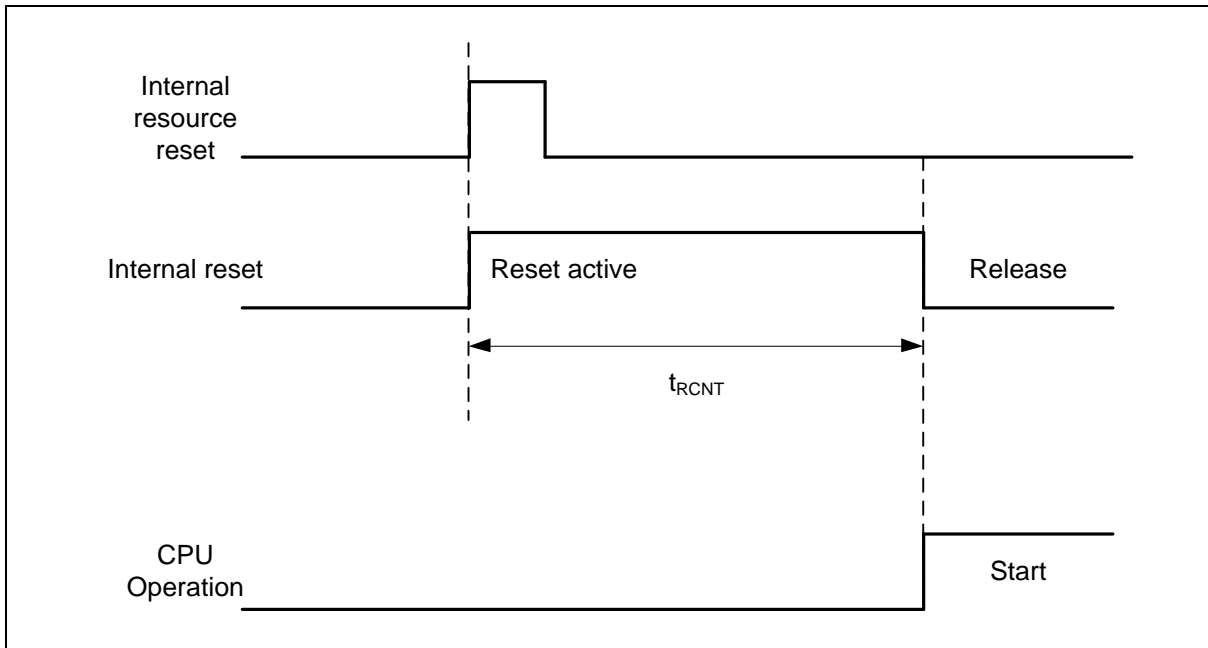 Internal
resource
reset
Internal reset
Reset active
Release
tRCNT
CPU
Operation
Start